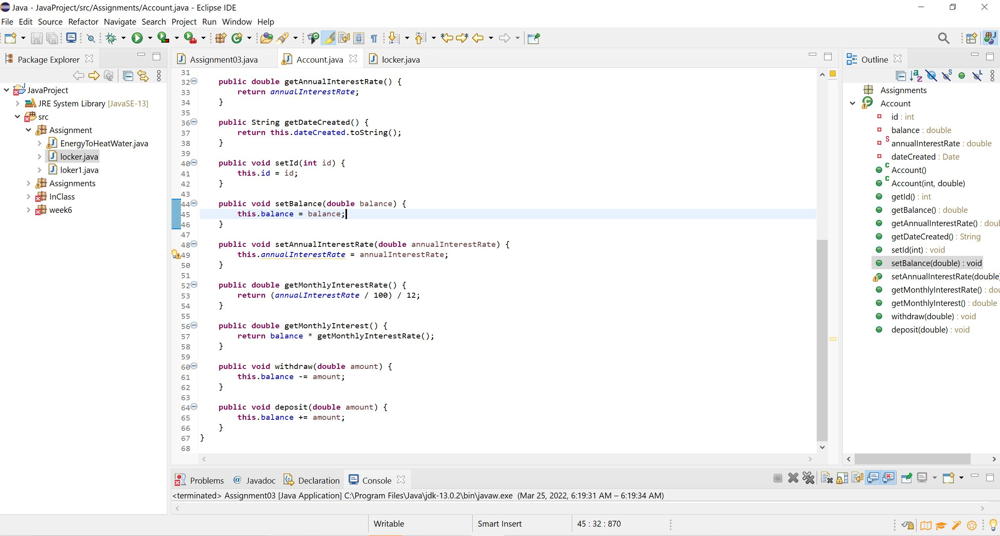 Java - JavaProject/src/Assignments/Account.java - Eclipse IDE
File Edit Source Refactor Navigate Search Project Run Window Help
Package Explorer
JavaProject
JRE System Library [JavaSE-13]
src
Assignment
EnergyToHeatWater.java
locker.java
loker1.java
Assignments
InClass
week6
Assignment03.java Account.java locker.java
31
32 public double getAnnualInterestRate() {
33 return annualInterestRate;
34 }
35
36 public String getDateCreated() {
37 return this.dateCreated.toString();
38 }
39
40 public void setId(int id) {
41 this.id = id;
42 }
43
44 public void setBalance(double balance) {
45 this.balance = balance;
46 }
47
48 public void setAnnualInterestRate(double annualInterestRate) {
49 this.annualInterestRate = annualInterestRate;
50 }
51
52 public double getMonthlyInterestRate() {
53 return (annualInterestRate / 100) / 12;
54 }
55
56 public double getMonthlyInterest() {
57 return balance * getMonthlyInterestRate();
58 }
59
60 public void withdraw(double amount) {
61 this.balance -= amount;
62 }
63
64 public void deposit(double amount) {
65 this.balance += amount;
66 }
67 }
68
Outline
Assignments
Account
id : int
balance : double
annualInterestRate : double
dateCreated : Date
Account()
Account(int, double)
getId() : int
getBalance() : double
getAnnualInterestRate() : doubl
getDateCreated() : String
setId(int) : void
setBalance(double) : void
setAnnualInterestRate(double)
getMonthlyInterestRate() : dou
getMonthlyInterest() : double
withdraw(double) : void
deposit(double) : void
Problems @ Javadoc Declaration Console
<terminated> Assignment03 [Java Application] C:\Program Files\Java\jdk-13.0.2\bin\javaw.exe (Mar 25, 2022, 6:19:31 AM – 6:19:34 AM)
Writable Smart Insert 45 : 32 : 870